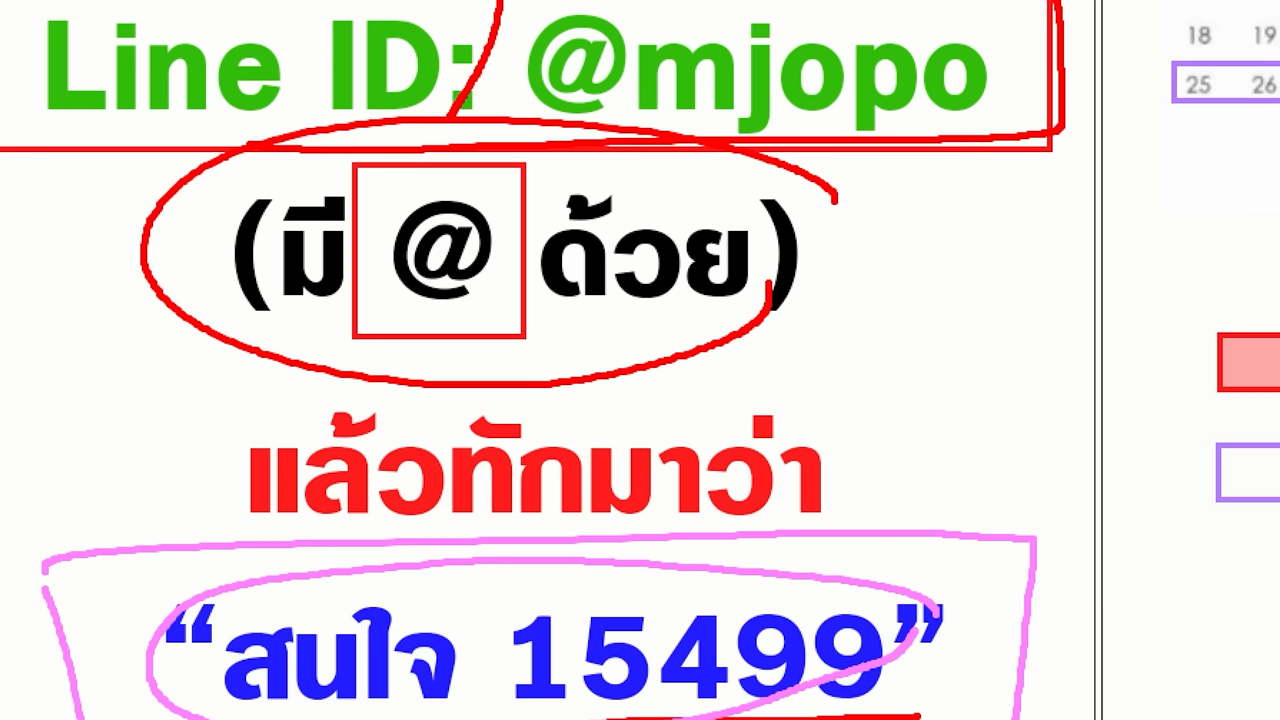 Line ID: @mjopo
(มี @ ด้วย)
แล้วทักมาว่า
“สนใจ 15499”
18 19
25 26